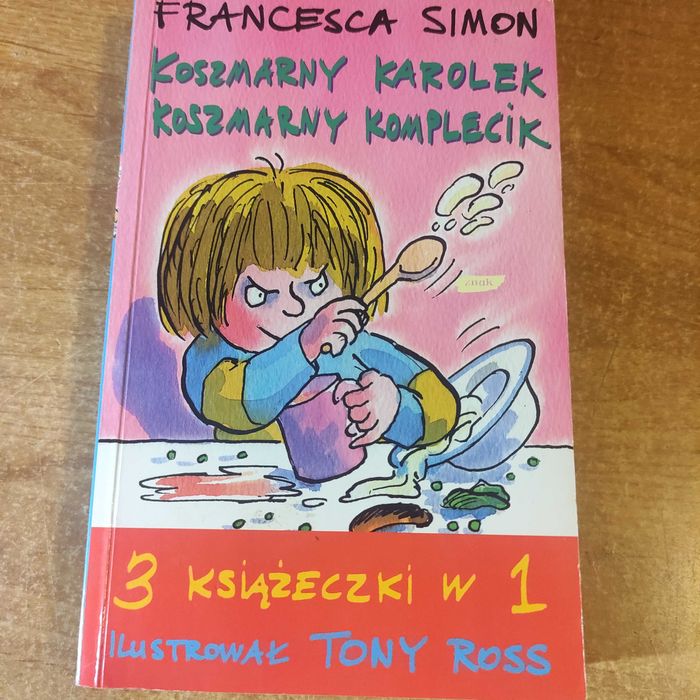 FRANCESCA SIMON
KOSZMARNY KAROLEK
KOSZMARNY KOMPLECIK
znak
3 KSIĄŻECZKI W 1
ILUSTROWAŁ TONY ROSS